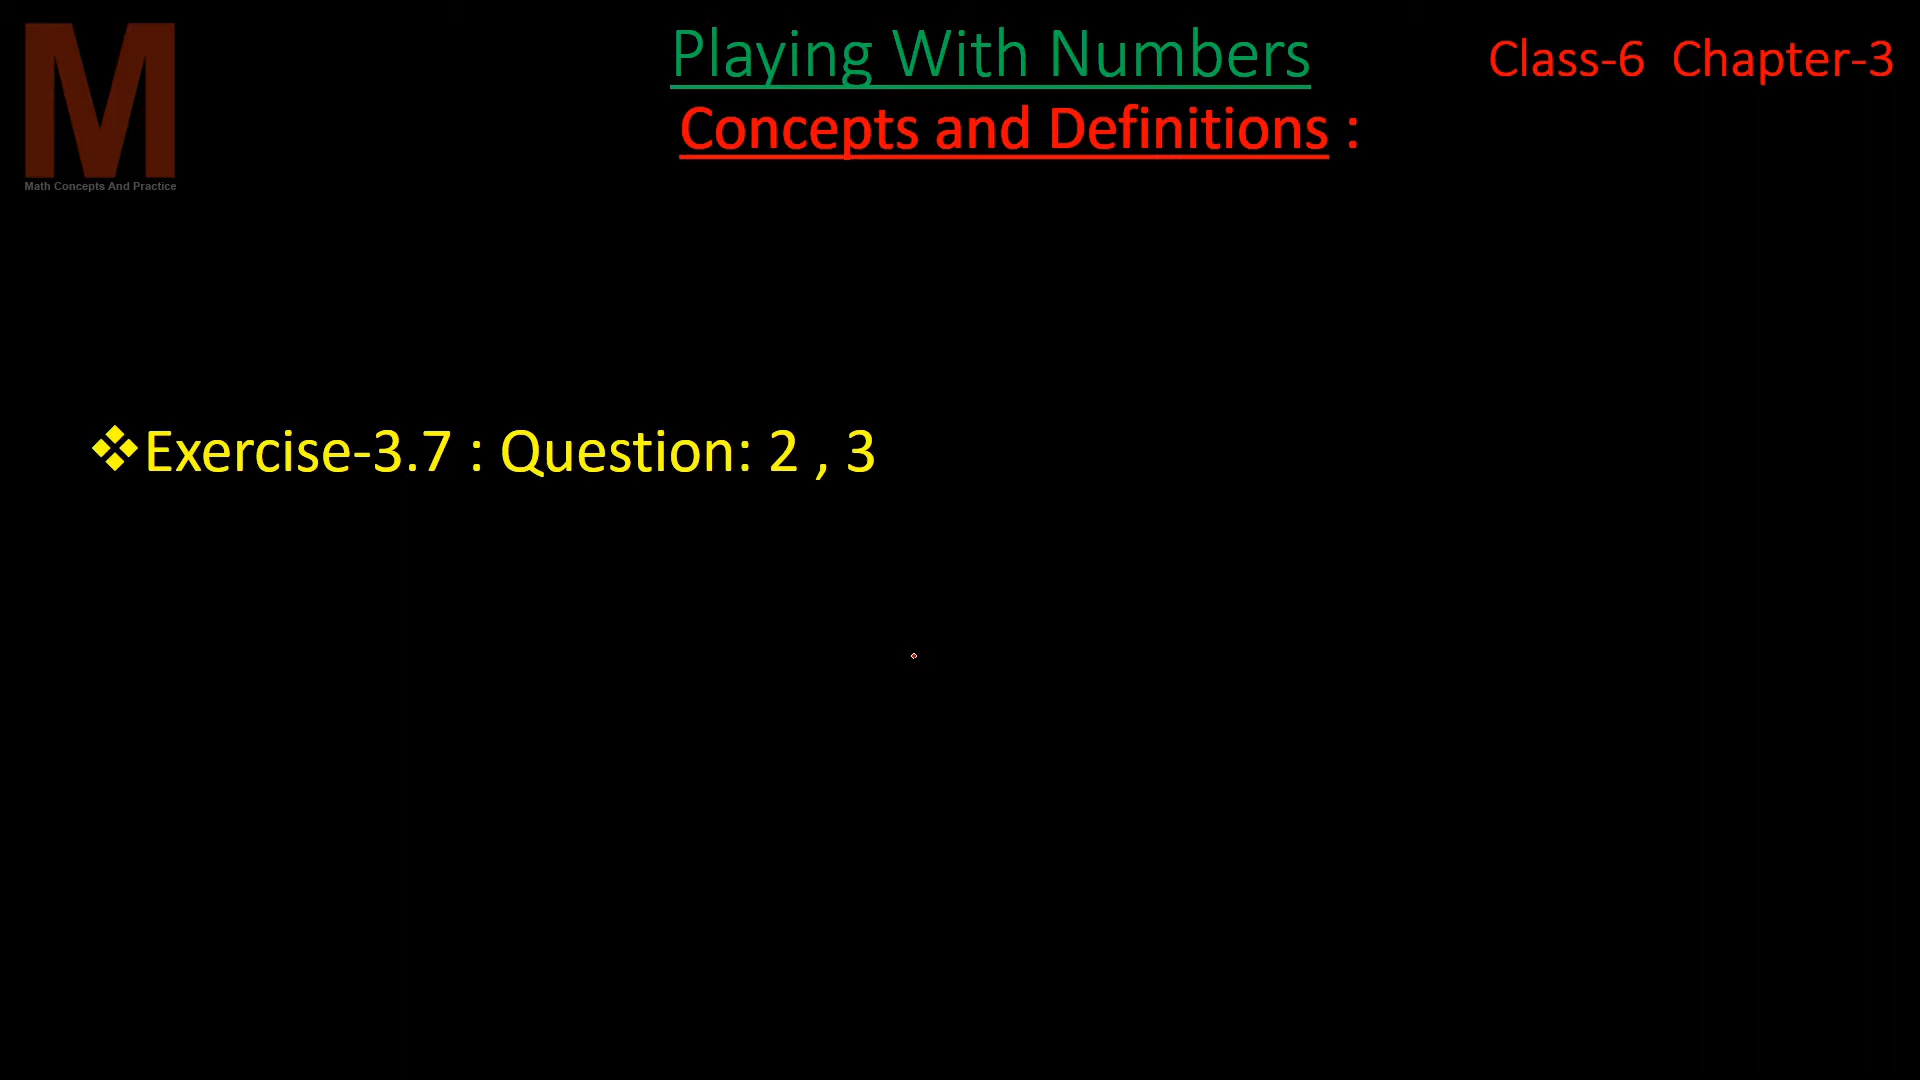 M
Math Concepts And Practice
Playing With Numbers
Class-6 Chapter-3
Concepts and Definitions :
❖Exercise-3.7 : Question: 2 , 3